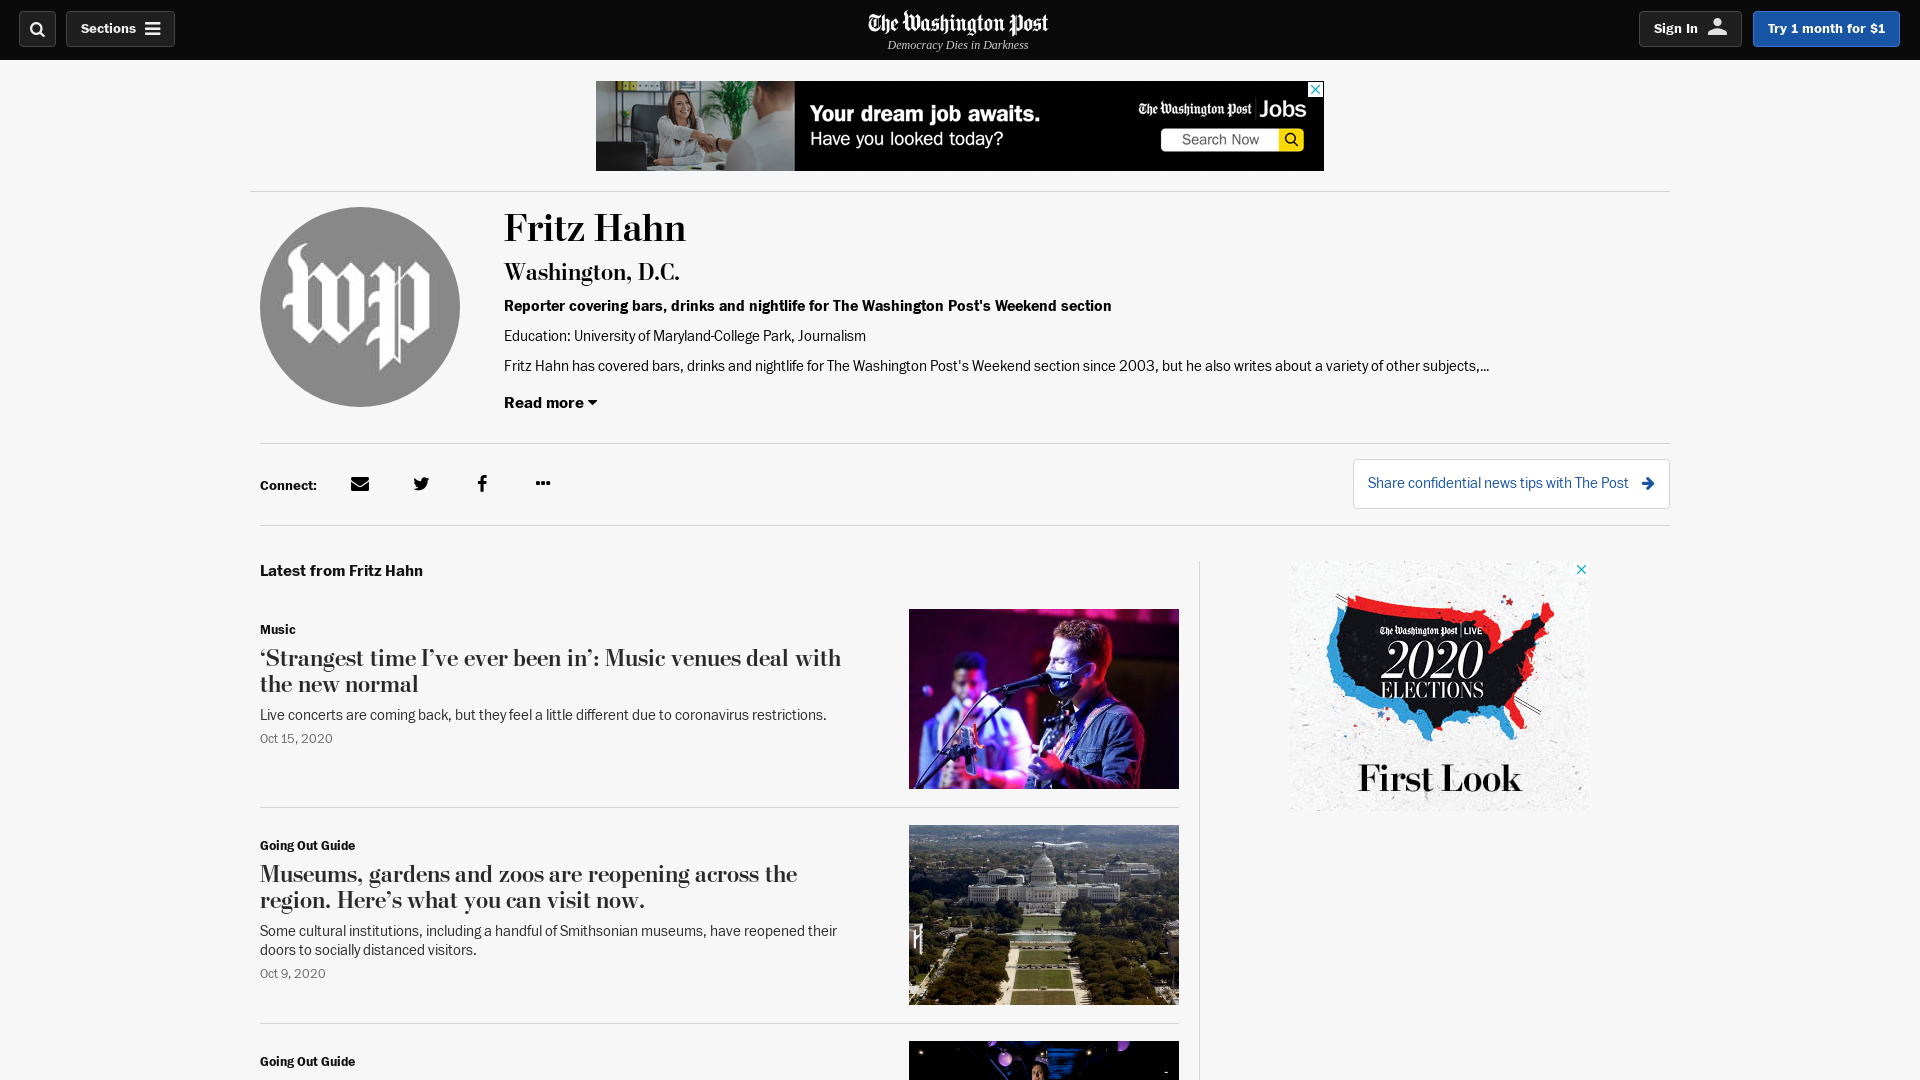 Sections
The Washington Post
Democracy Dies in Darkness
Sign In
Try 1 month for $1
Your dream job awaits.
Have you looked today?
The Washington Post Jobs
Search Now
wp
Fritz Hahn
Washington, D.C.
Reporter covering bars, drinks and nightlife for The Washington Post's Weekend section
Education: University of Maryland-College Park, Journalism
Fritz Hahn has covered bars, drinks and nightlife for The Washington Post's Weekend section since 2003, but he also writes about a variety of other subjects,...
Read more
Connect:
Share confidential news tips with The Post
Latest from Fritz Hahn
Music
‘Strangest time I’ve ever been in’: Music venues deal with
the new normal
Live concerts are coming back, but they feel a little different due to coronavirus restrictions.
Oct 15, 2020
The Washington Post LIVE
2020
ELECTIONS
First Look
Going Out Guide
Museums, gardens and zoos are reopening across the
region. Here’s what you can visit now.
Some cultural institutions, including a handful of Smithsonian museums, have reopened their
doors to socially distanced visitors.
Oct 9, 2020
Going Out Guide